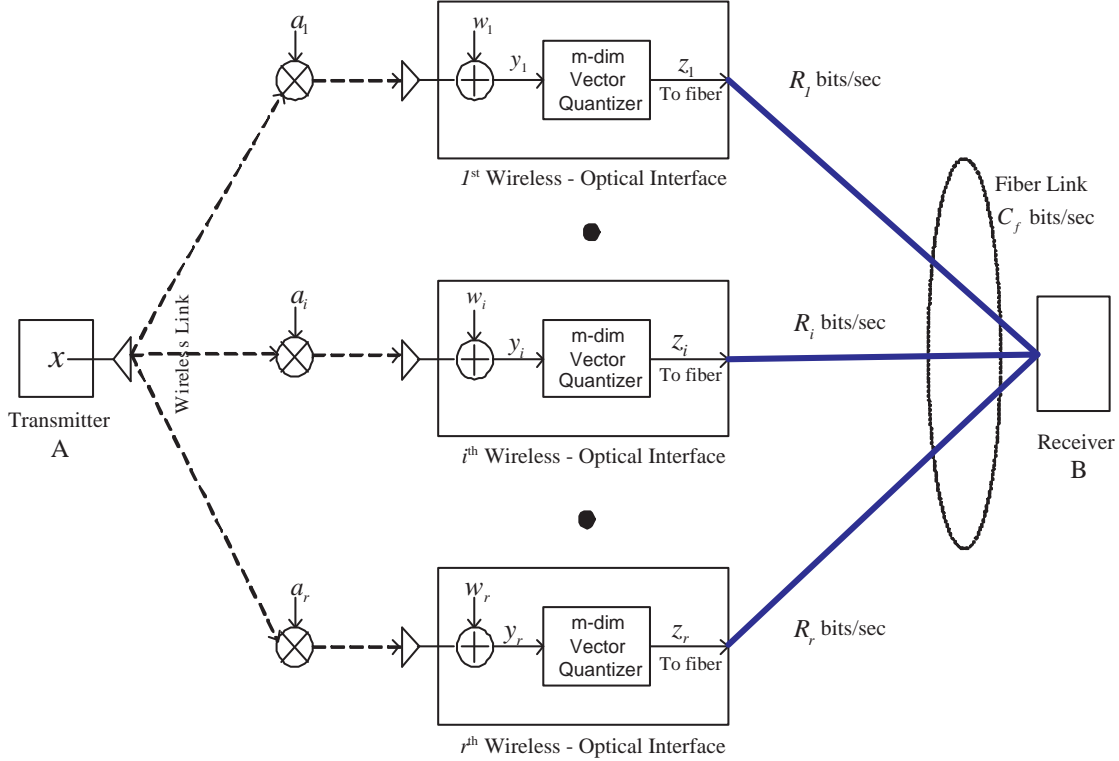 a₁
w₁
y₁
m-dim
Vector
Quantizer
z₁
To fiber
R₁ bits/sec
1ˢᵗ Wireless - Optical Interface
Fiber Link
C_f bits/sec
x
Transmitter
A
Wireless Link
aᵢ
wᵢ
yᵢ
m-dim
Vector
Quantizer
zᵢ
To fiber
Rᵢ bits/sec
iᵗʰ Wireless - Optical Interface
Receiver
B
aᵣ
wᵣ
yᵣ
m-dim
Vector
Quantizer
zᵣ
To fiber
Rᵣ bits/sec
rᵗʰ Wireless - Optical Interface